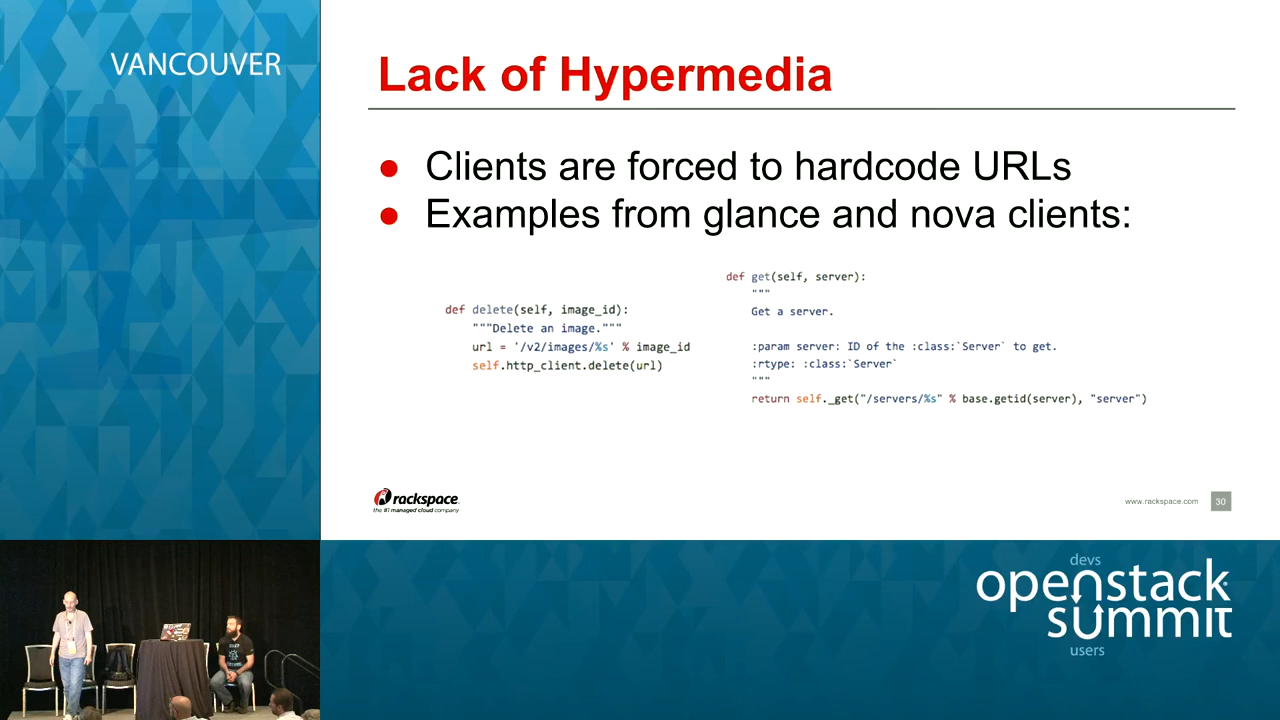 VANCOUVER
Lack of Hypermedia
● Clients are forced to hardcode URLs
● Examples from glance and nova clients:
def delete(self, image_id):
"""Delete an image."""
url = '/v2/images/%s' % image_id
self.http_client.delete(url)
def get(self, server):
"""
Get a server.
:param server: ID of the :class:`Server` to get.
:rtype: :class:`Server`
"""
return self._get("/servers/%s" % base.getid(server), "server")
rackspace
the #1 managed cloud company
www.rackspace.com
30
devs
openstack
summit
users